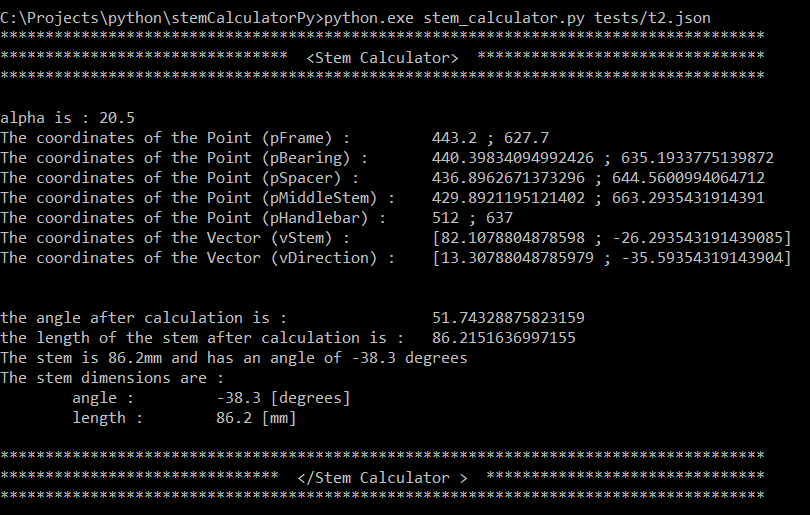 C:\Projects\python\stemCalculatorPy>python.exe stem_calculator.py tests/t2.json
*************************************************************************************
********************************  <Stem Calculator>  ********************************
*************************************************************************************
alpha is : 20.5
The coordinates of the Point (pFrame) :         443.2 ; 627.7
The coordinates of the Point (pBearing) :       440.39834094992426 ; 635.1933775139872
The coordinates of the Point (pSpacer) :        436.8962671373296 ; 644.5600994064712
The coordinates of the Point (pMiddleStem) :    429.8921195121402 ; 663.2935431914391
The coordinates of the Point (pHandlebar) :     512 ; 637
The coordinates of the Vector (vStem) :         [82.1078804878598 ; -26.293543191439085]
The coordinates of the Vector (vDirection) :    [13.30788048785979 ; -35.59354319143904]
the angle after calculation is :                51.74328875823159
the length of the stem after calculation is :   86.2151636997155
The stem is 86.2mm and has an angle of -38.3 degrees
The stem dimensions are :
        angle :         -38.3 [degrees]
        length :        86.2 [mm]
*************************************************************************************
*******************************  </Stem Calculator >  *******************************
*************************************************************************************